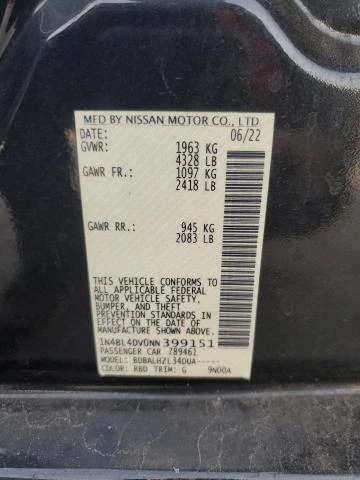 MFD BY NISSAN MOTOR CO., LTD.
DATE: 06/22
GVWR: 1963 KG
4328 LB
GAWR FR.: 1097 KG
2418 LB
GAWR RR.: 945 KG
2083 LB
THIS VEHICLE CONFORMS TO
ALL APPLICABLE FEDERAL
MOTOR VEHICLE SAFETY,
BUMPER, AND THEFT
PREVENTION STANDARDS IN
EFFECT ON THE DATE OF
MANUFACTURE SHOWN ABOVE.
1N4BL4DV0NN399151
PASSENGER CAR 789461
MODEL: BDBALHZL34DUA-----
COLOR: RBD TRIM: G 9N00A